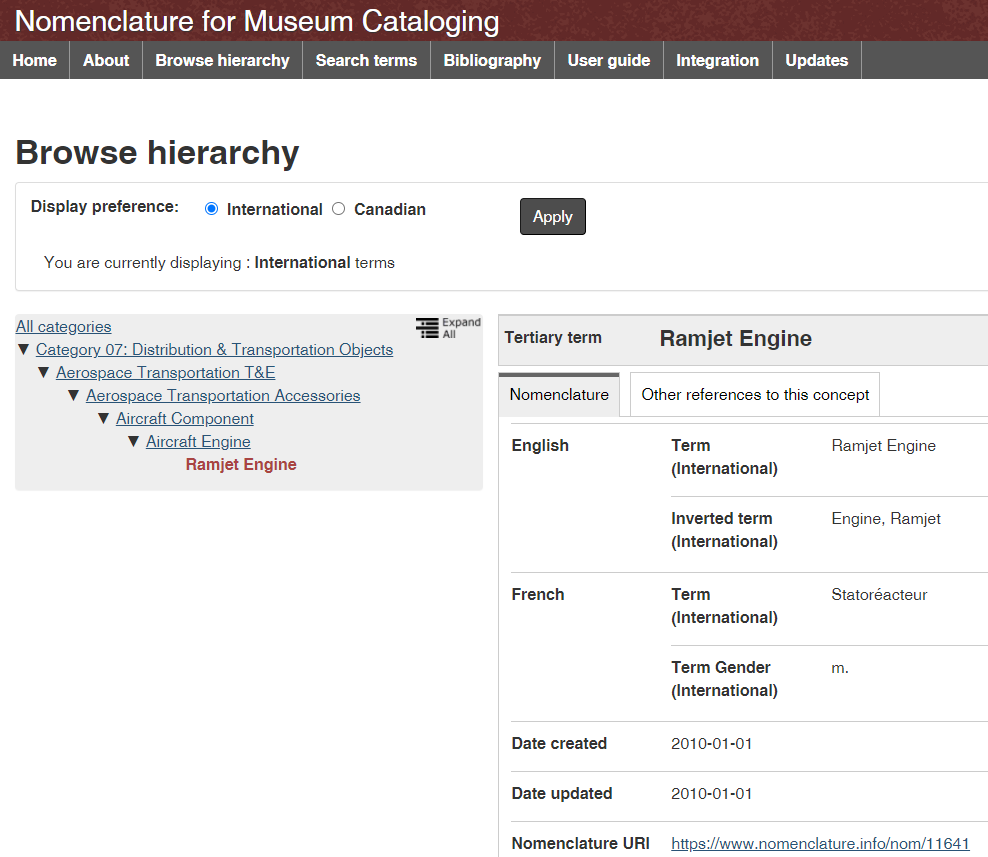 Nomenclature for Museum Cataloging
Home About Browse hierarchy Search terms Bibliography User guide Integration Updates
Browse hierarchy
Display preference: International Canadian Apply
You are currently displaying : International terms
All categories
Expand All
Category 07: Distribution & Transportation Objects
Aerospace Transportation T&E
Aerospace Transportation Accessories
Aircraft Component
Aircraft Engine
Ramjet Engine
Tertiary term Ramjet Engine
Nomenclature Other references to this concept
English Term (International) Ramjet Engine
Inverted term (International) Engine, Ramjet
French Term (International) Statoréacteur
Term Gender (International) m.
Date created 2010-01-01
Date updated 2010-01-01
Nomenclature URI https://www.nomenclature.info/nom/11641